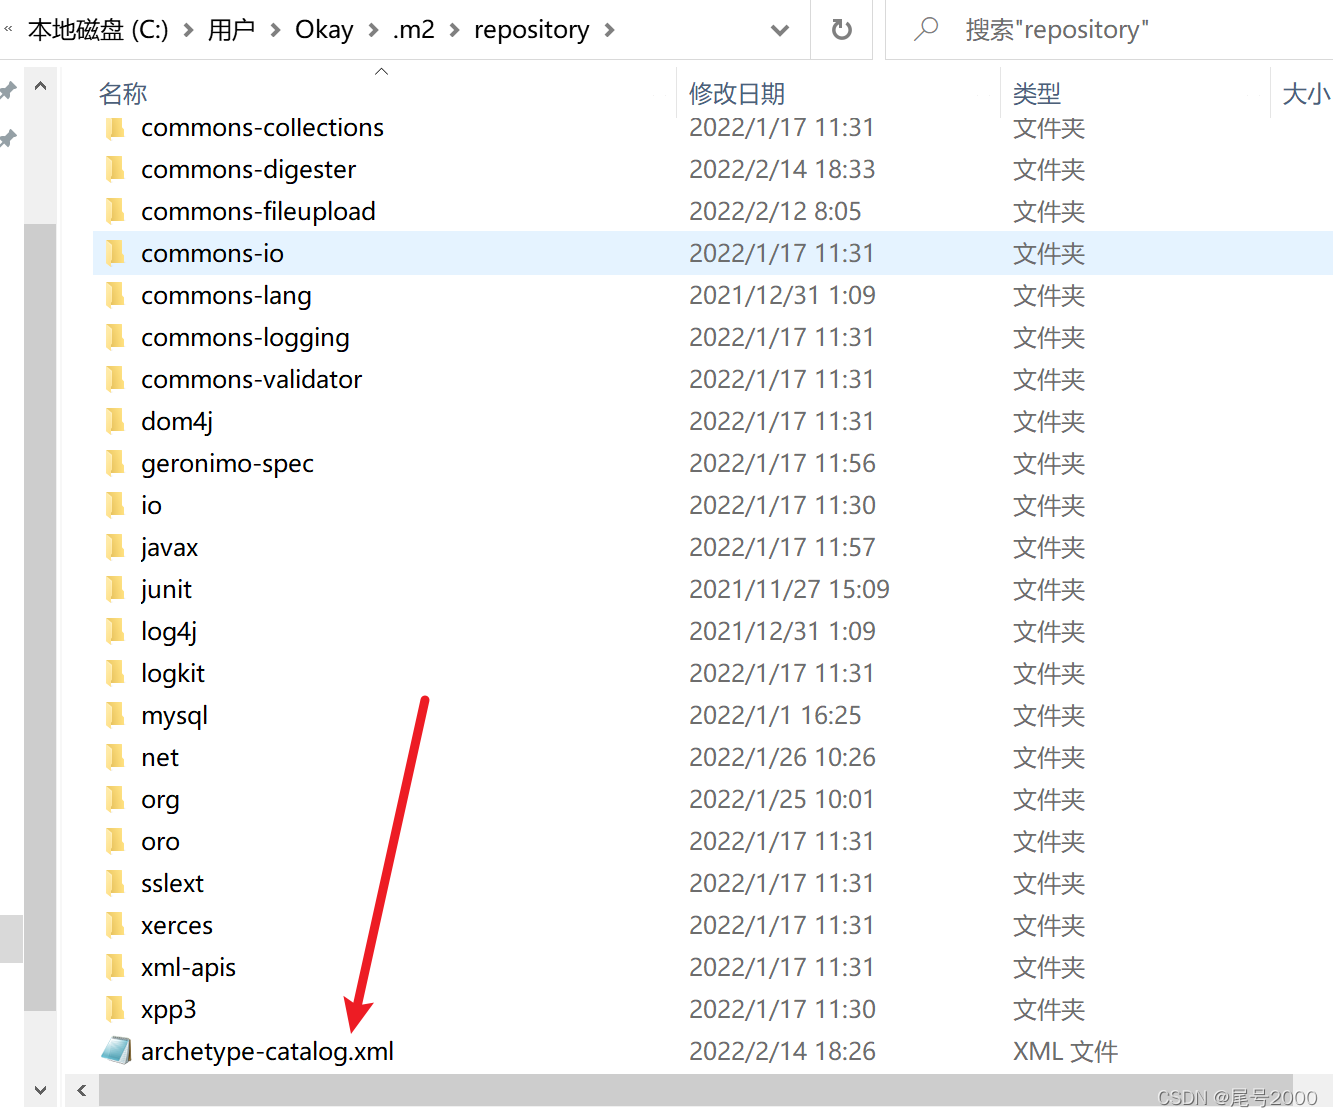 « 本地磁盘 (C:) > 用户 > Okay > .m2 > repository > 搜索"repository"
名称 修改日期 类型 大小
commons-collections 2022/1/17 11:31 文件夹
commons-digester 2022/2/14 18:33 文件夹
commons-fileupload 2022/2/12 8:05 文件夹
commons-io 2022/1/17 11:31 文件夹
commons-lang 2021/12/31 1:09 文件夹
commons-logging 2022/1/17 11:31 文件夹
commons-validator 2022/1/17 11:31 文件夹
dom4j 2022/1/17 11:31 文件夹
geronimo-spec 2022/1/17 11:56 文件夹
io 2022/1/17 11:30 文件夹
javax 2022/1/17 11:57 文件夹
junit 2021/11/27 15:09 文件夹
log4j 2021/12/31 1:09 文件夹
logkit 2022/1/17 11:31 文件夹
mysql 2022/1/1 16:25 文件夹
net 2022/1/26 10:26 文件夹
org 2022/1/25 10:01 文件夹
oro 2022/1/17 11:31 文件夹
sslext 2022/1/17 11:31 文件夹
xerces 2022/1/17 11:31 文件夹
xml-apis 2022/1/17 11:31 文件夹
xpp3 2022/1/17 11:30 文件夹
archetype-catalog.xml 2022/2/14 18:26 XML 文件
CSDN @尾号2000